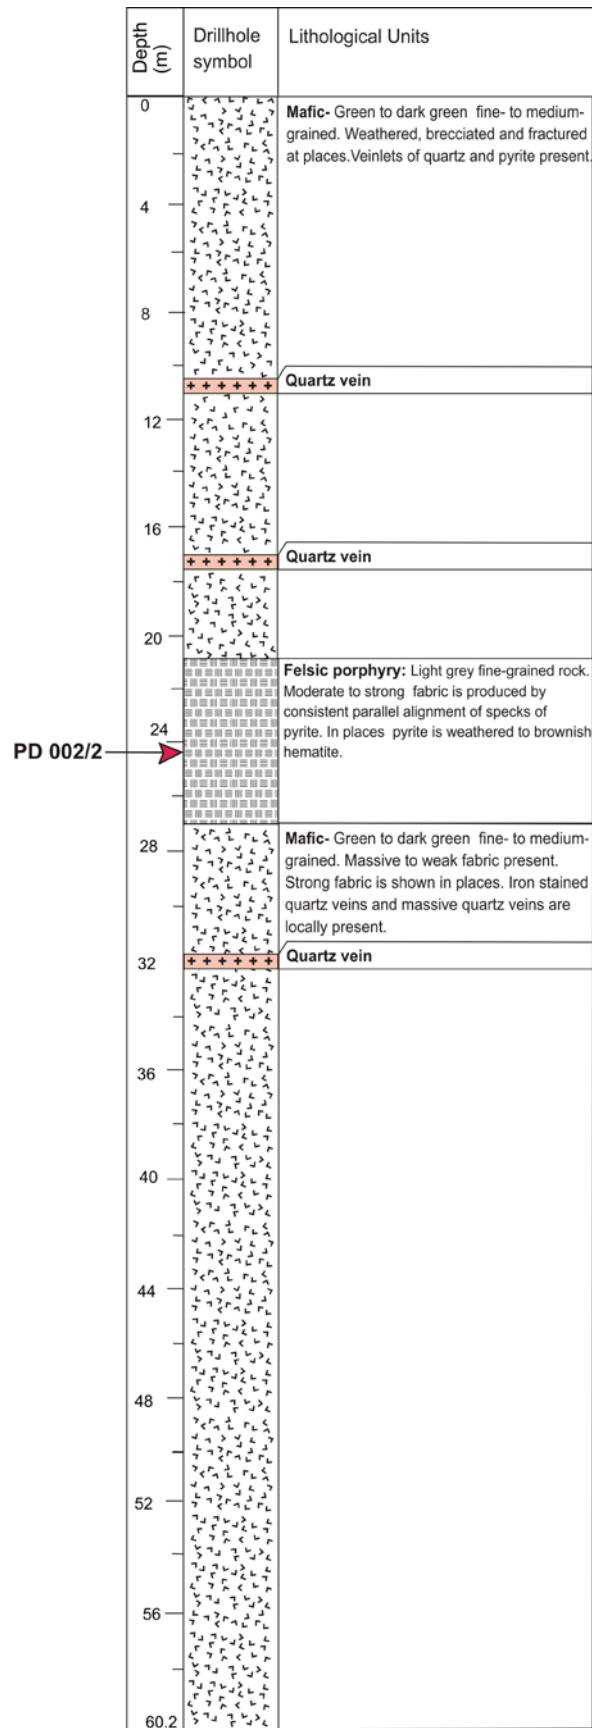 Depth
(m)
Drillhole
symbol
Lithological Units
0
Mafic- Green to dark green fine- to medium-
grained. Weathered, brecciated and fractured
at places.Veinlets of quartz and pyrite present.
4
8
Quartz vein
12
16
Quartz vein
20
Felsic porphyry: Light grey fine-grained rock.
Moderate to strong fabric is produced by
consistent parallel alignment of specks of
pyrite. In places pyrite is weathered to brownish
hematite.
24
PD 002/2
Mafic- Green to dark green fine- to medium-
grained. Massive to weak fabric present.
Strong fabric is shown in places. Iron stained
quartz veins and massive quartz veins are
locally present.
28
Quartz vein
32
36
40
44
48
52
56
60.2